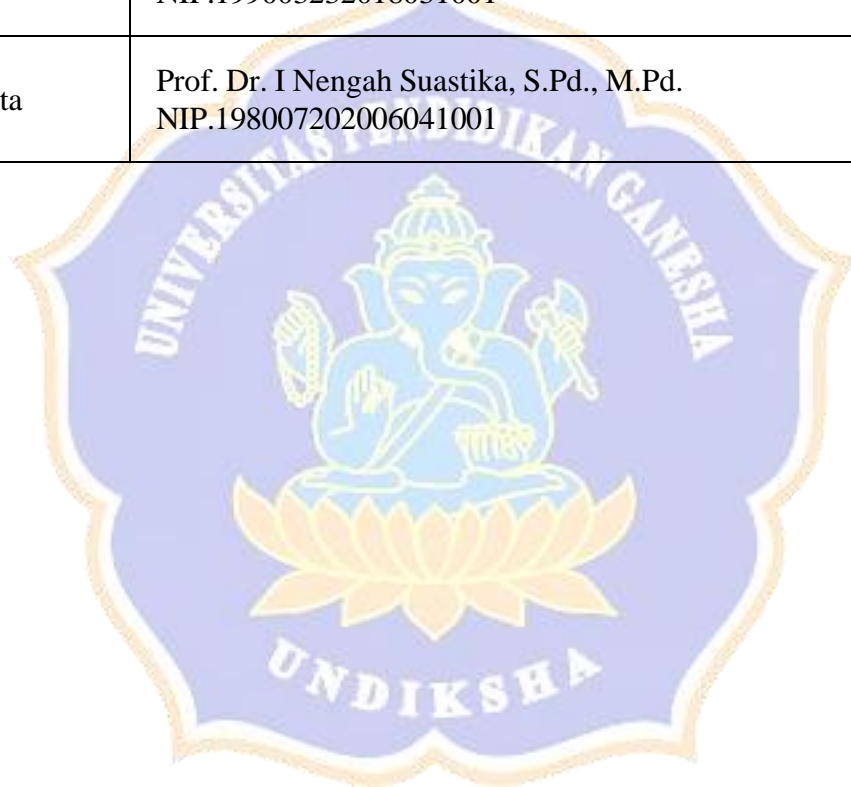 ta
Prof. Dr. I Nengah Suastika, S.Pd., M.Pd.
NIP.198007202006041001
UNIVERSITAS PENDIDIKAN GANESHA
UNDIKSHA